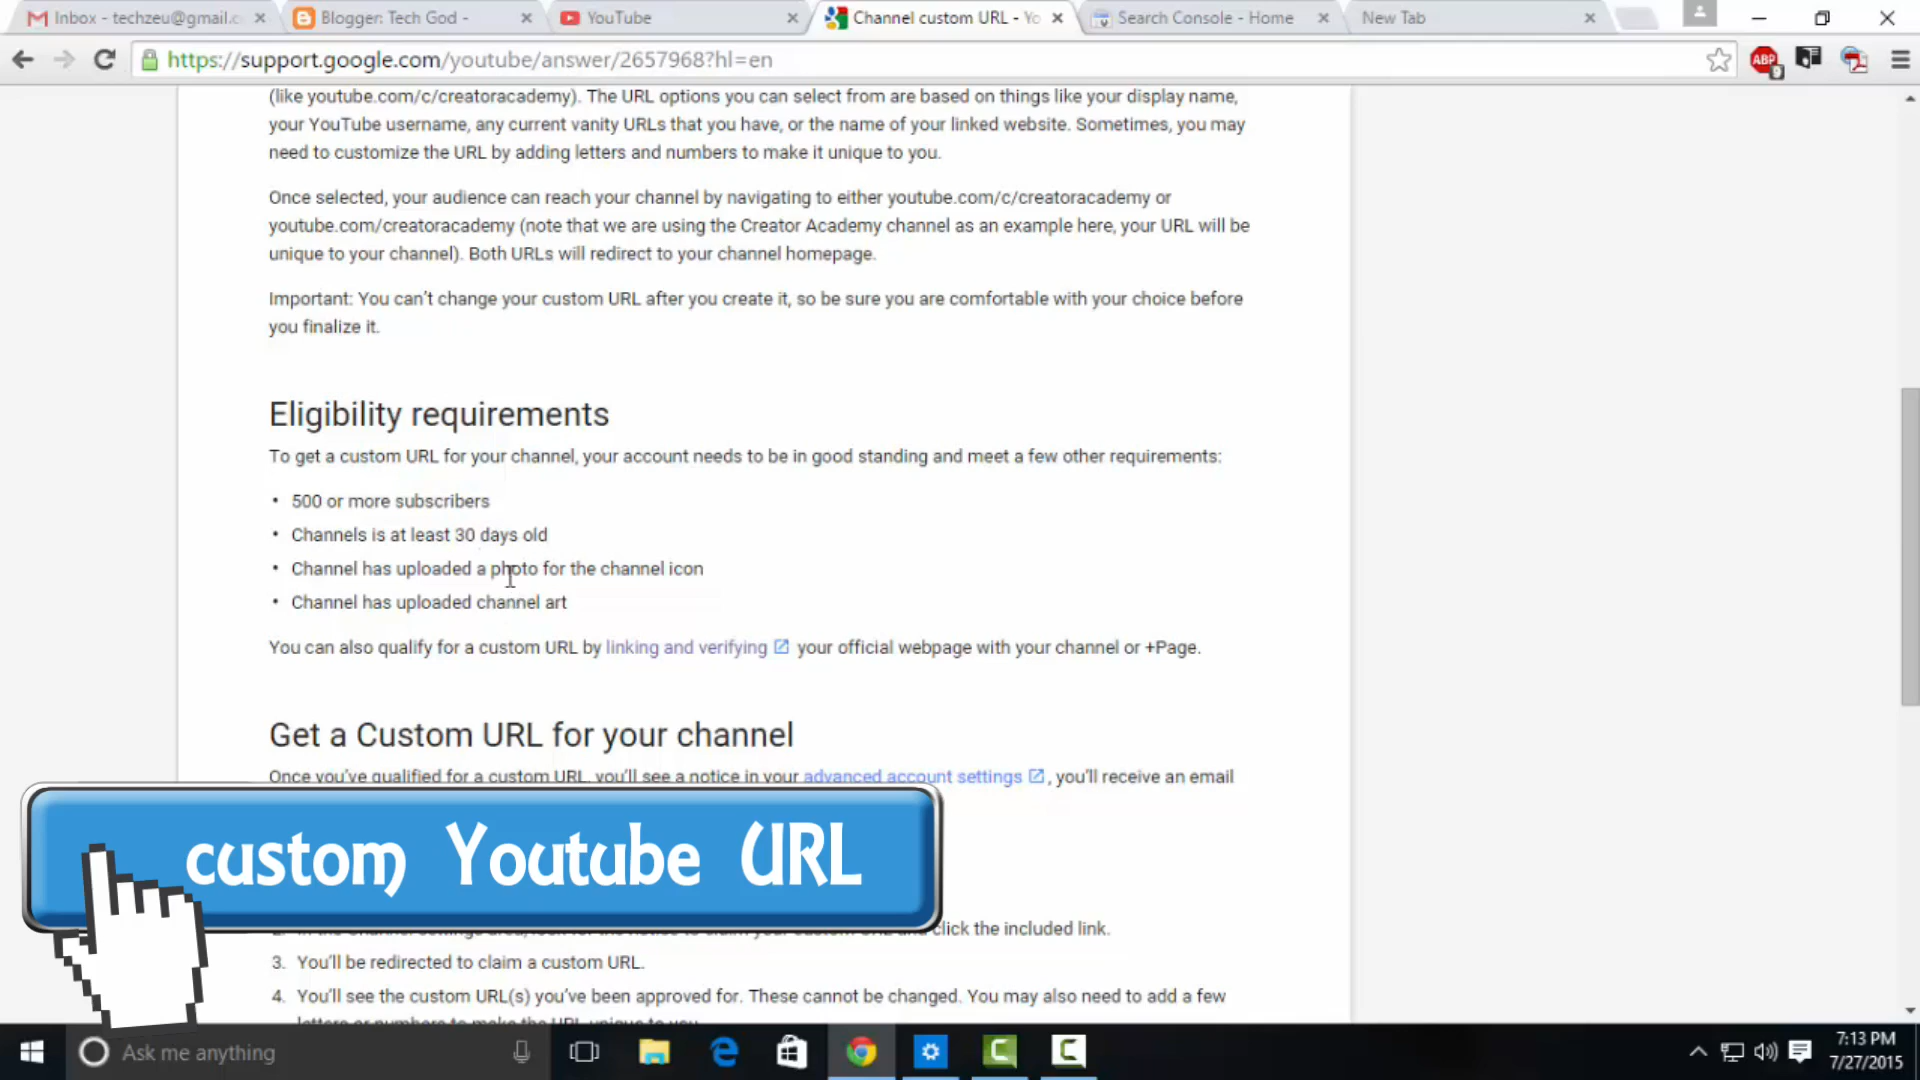 Inbox - techzeu@gmail.c
Blogger: Tech God -
YouTube
Channel custom URL - Yo
Search Console - Home
New Tab
https://support.google.com/youtube/answer/2657968?hl=en
ABP
9
(like youtube.com/c/creatoracademy). The URL options you can select from are based on things like your display name,
your YouTube username, any current vanity URLs that you have, or the name of your linked website. Sometimes, you may
need to customize the URL by adding letters and numbers to make it unique to you.
Once selected, your audience can reach your channel by navigating to either youtube.com/c/creatoracademy or
youtube.com/creatoracademy (note that we are using the Creator Academy channel as an example here, your URL will be
unique to your channel). Both URLs will redirect to your channel homepage.
Important: You can't change your custom URL after you create it, so be sure you are comfortable with your choice before
you finalize it.
Eligibility requirements
To get a custom URL for your channel, your account needs to be in good standing and meet a few other requirements:
• 500 or more subscribers
• Channels is at least 30 days old
• Channel has uploaded a photo for the channel icon
• Channel has uploaded channel art
You can also qualify for a custom URL by linking and verifying your official webpage with your channel or +Page.
Get a Custom URL for your channel
Once you've qualified for a custom URL, you'll see a notice in your advanced account settings , you'll receive an email
custom Youtube URL
click the included link.
3. You'll be redirected to claim a custom URL.
4. You'll see the custom URL(s) you've been approved for. These cannot be changed. You may also need to add a few
letters or numbers to make the URL unique to you.
Ask me anything
7:13 PM
7/27/2015